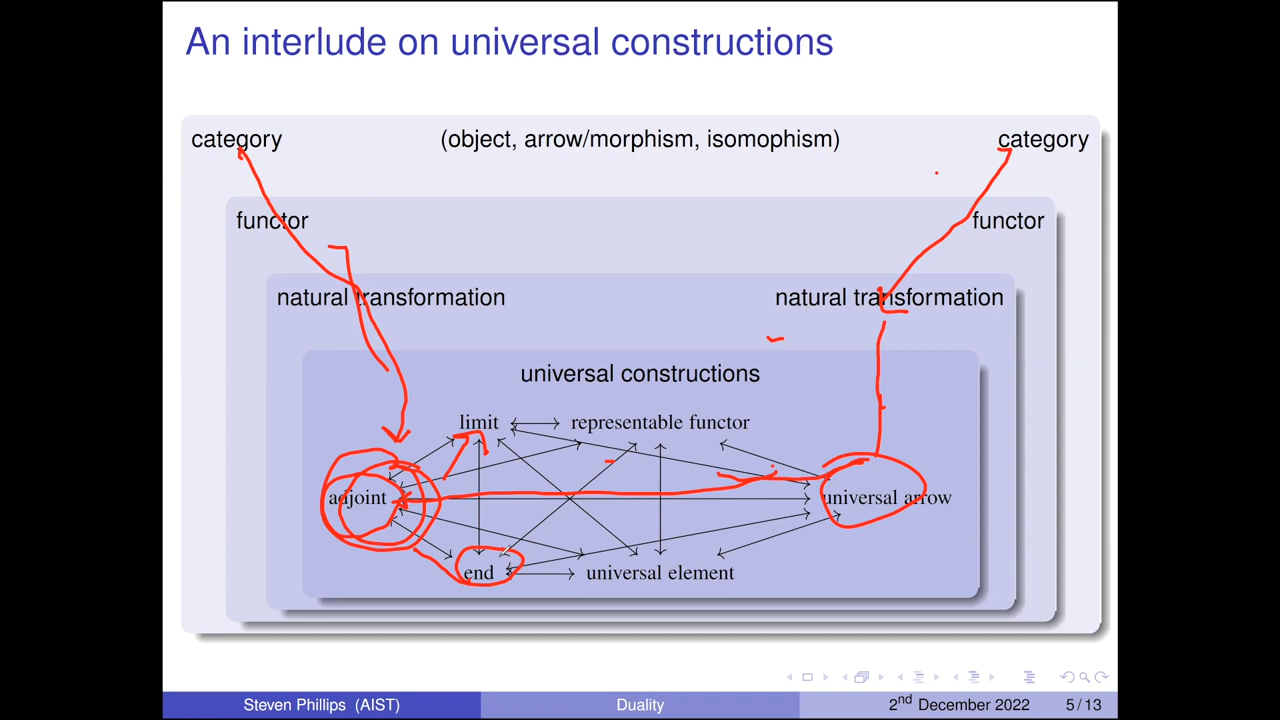 An interlude on universal constructions
category (object, arrow/morphism, isomophism) category
functor functor
natural transformation natural transformation
universal constructions
limit representable functor
adjoint universal arrow
end universal element
Steven Phillips (AIST) Duality 2nd December 2022 5 / 13